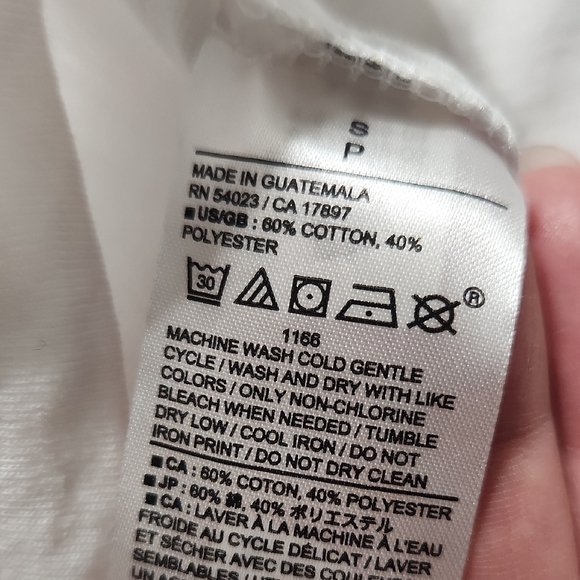 S
P
MADE IN GUATEMALA
RN 54023 / CA 17897
■ US/GB : 60% COTTON, 40%
POLYESTER
30
®
1166
MACHINE WASH COLD GENTLE
CYCLE / WASH AND DRY WITH LIKE
COLORS / ONLY NON-CHLORINE
BLEACH WHEN NEEDED / TUMBLE
DRY LOW / COOL IRON / DO NOT
IRON PRINT / DO NOT DRY CLEAN
■ CA : 60% COTON, 40% POLYESTER
■ JP : 60% 綿, 40% ポリエステル
■ CA : LAVER À LA MACHINE À L'EAU
FROIDE AU CYCLE DÉLICAT / LAVER
ET SÉCHER AVEC DES
SEMBLABLES